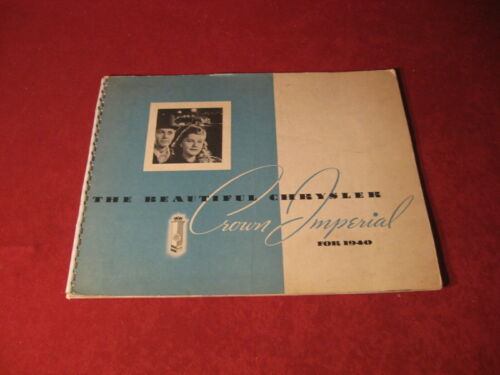 THE BEAUTIFUL CHRYSLER
Crown Imperial
FOR 1940